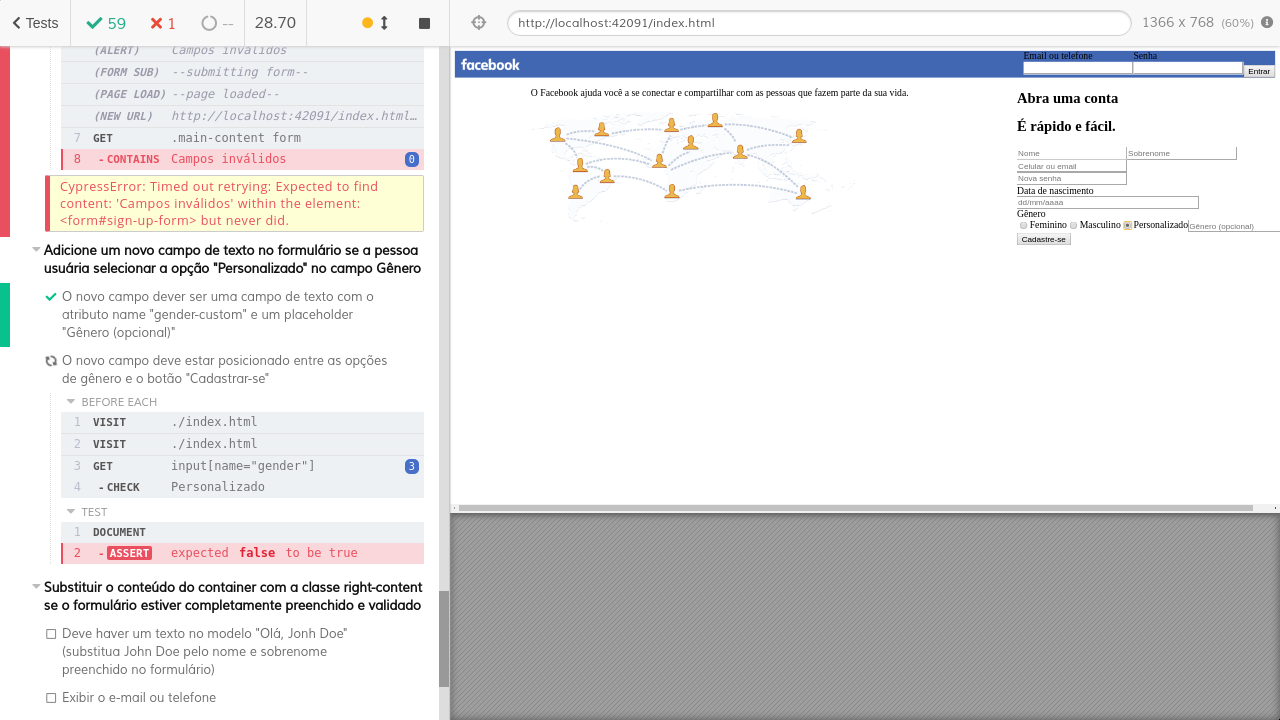 Tests
59
1
--
28.70
http://localhost:42091/index.html
1366 x 768 (60%)
(ALERT) Campos inválidos
(FORM SUB) --submitting form--
(PAGE LOAD) --page loaded--
(NEW URL) http://localhost:42091/index.html…
7 GET .main-content form
8 - CONTAINS Campos inválidos 0
CypressError: Timed out retrying: Expected to find
content: 'Campos inválidos' within the element:
<form#sign-up-form> but never did.
Adicione um novo campo de texto no formulário se a pessoa
usuária selecionar a opção "Personalizado" no campo Gênero
O novo campo dever ser uma campo de texto com o
atributo name "gender-custom" e um placeholder
"Gênero (opcional)"
O novo campo deve estar posicionado entre as opções
de gênero e o botão "Cadastrar-se"
BEFORE EACH
1 VISIT ./index.html
2 VISIT ./index.html
3 GET input[name="gender"] 3
4 - CHECK Personalizado
TEST
1 DOCUMENT
2 - ASSERT expected false to be true
Substituir o conteúdo do container com a classe right-content
se o formulário estiver completamente preenchido e validado
Deve haver um texto no modelo "Olá, Jonh Doe"
(substitua John Doe pelo nome e sobrenome
preenchido no formulário)
Exibir o e-mail ou telefone
facebook
Email ou telefone Senha
Entrar
O Facebook ajuda você a se conectar e compartilhar com as pessoas que fazem parte da sua vida.
Abra uma conta
É rápido e fácil.
Nome Sobrenome
Celular ou email
Nova senha
Data de nascimento
dd/mm/aaaa
Gênero
Feminino Masculino Personalizado Gênero (opcional)
Cadastre-se